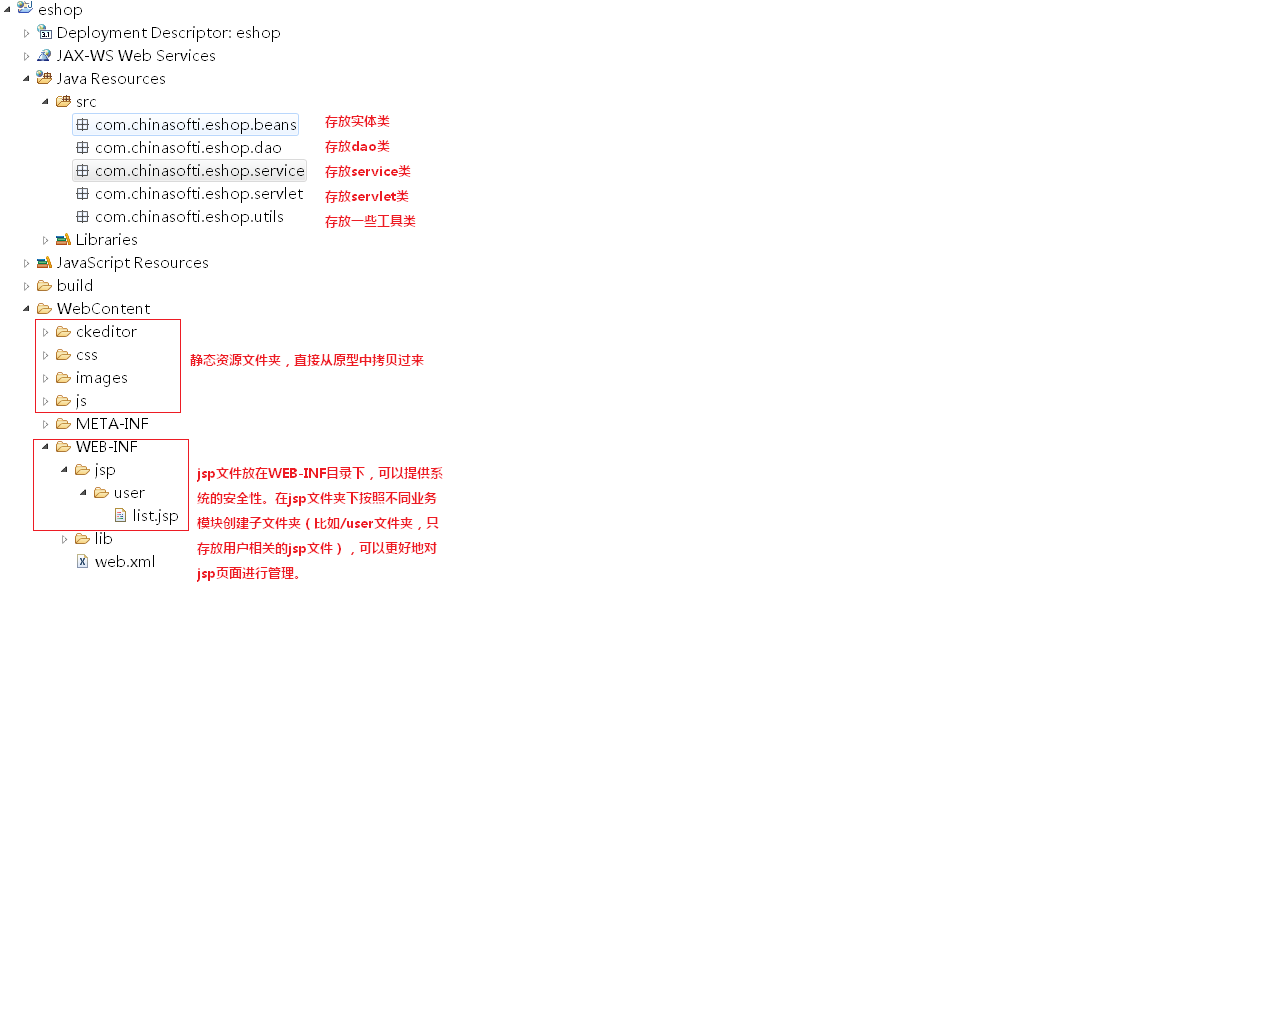 eshop
Deployment Descriptor: eshop
JAX-WS Web Services
Java Resources
src
com.chinasofti.eshop.beans 存放实体类
com.chinasofti.eshop.dao 存放dao类
com.chinasofti.eshop.service 存放service类
com.chinasofti.eshop.servlet 存放servlet类
com.chinasofti.eshop.utils 存放一些工具类
Libraries
JavaScript Resources
build
WebContent
ckeditor
css
静态资源文件夹，直接从原型中拷贝过来
images
js
META-INF
WEB-INF
jsp
jsp文件放在WEB-INF目录下，可以提供系
user
统的安全性。在jsp文件夹下按照不同业务
list.jsp
模块创建子文件夹（比如/user文件夹，只
lib
存放用户相关的jsp文件），可以更好地对
web.xml
jsp页面进行管理。